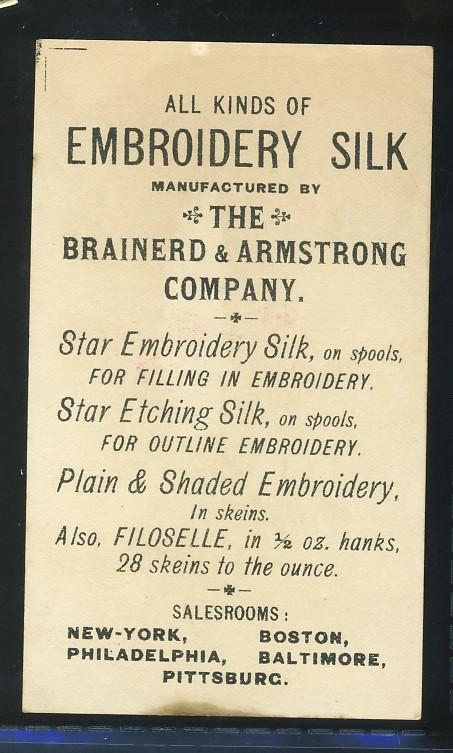 ALL KINDS OF
EMBROIDERY SILK
MANUFACTURED BY
THE
BRAINERD & ARMSTRONG
COMPANY.
Star Embroidery Silk, on spools,
FOR FILLING IN EMBROIDERY.
Star Etching Silk, on spools,
FOR OUTLINE EMBROIDERY.
Plain & Shaded Embroidery,
In skeins.
Also, FILOSELLE, in ½ oz. hanks,
28 skeins to the ounce.
SALESROOMS:
NEW-YORK, BOSTON,
PHILADELPHIA, BALTIMORE,
PITTSBURG.